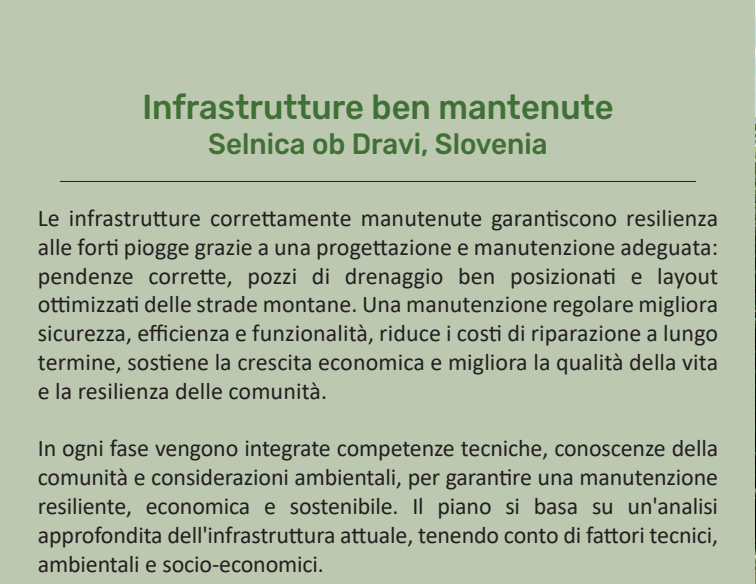 Infrastrutture ben mantenute
Selnica ob Dravi, Slovenia
Le infrastrutture correttamente manutenute garantiscono resilienza
alle forti piogge grazie a una progettazione e manutenzione adeguata:
pendenze corrette, pozzi di drenaggio ben posizionati e layout
ottimizzati delle strade montane. Una manutenzione regolare migliora
sicurezza, efficienza e funzionalità, riduce i costi di riparazione a lungo
termine, sostiene la crescita economica e migliora la qualità della vita
e la resilienza delle comunità.
In ogni fase vengono integrate competenze tecniche, conoscenze della
comunità e considerazioni ambientali, per garantire una manutenzione
resiliente, economica e sostenibile. Il piano si basa su un'analisi
approfondita dell'infrastruttura attuale, tenendo conto di fattori tecnici,
ambientali e socio-economici.